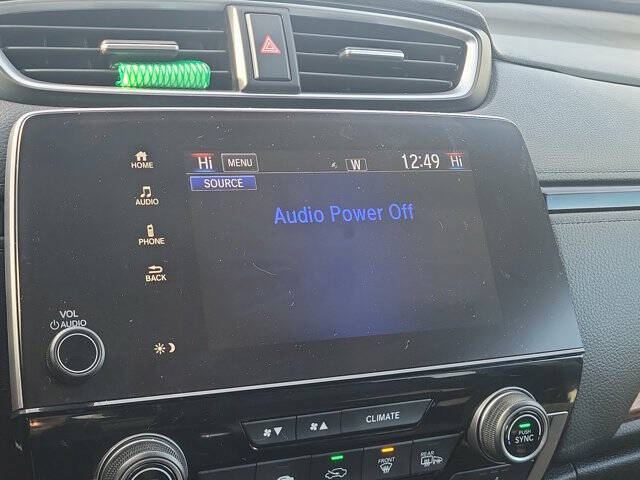 HOME
Hi MENU W 12:49 Hi
SOURCE
AUDIO
Audio Power Off
PHONE
BACK
VOL
AUDIO
CLIMATE
PUSH
SYNC
FRONT
REAR